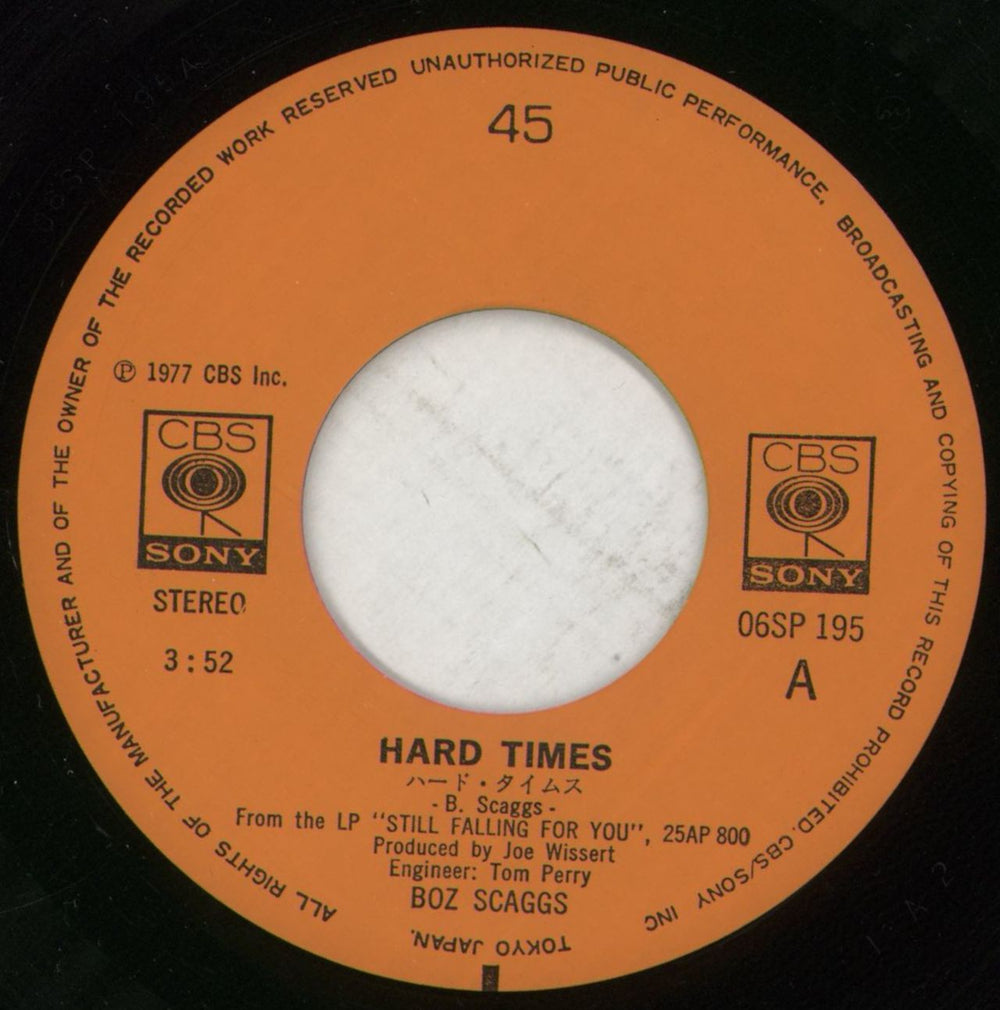 ALL RIGHTS OF THE MANUFACTURER AND OF THE OWNER OF THE RECORDED WORK RESERVED UNAUTHORIZED PUBLIC PERFORMANCE, BROADCASTING AND COPYING OF THIS RECORD PROHIBITED. CBS/SONY INC
TOKYO JAPAN.
45
℗ 1977 CBS Inc.
CBS
SONY
STEREO
3:52
CBS
SONY
06SP 195
A
HARD TIMES
ハード・タイムス
- B. Scaggs -
From the LP "STILL FALLING FOR YOU", 25AP 800
Produced by Joe Wissert
Engineer: Tom Perry
BOZ SCAGGS